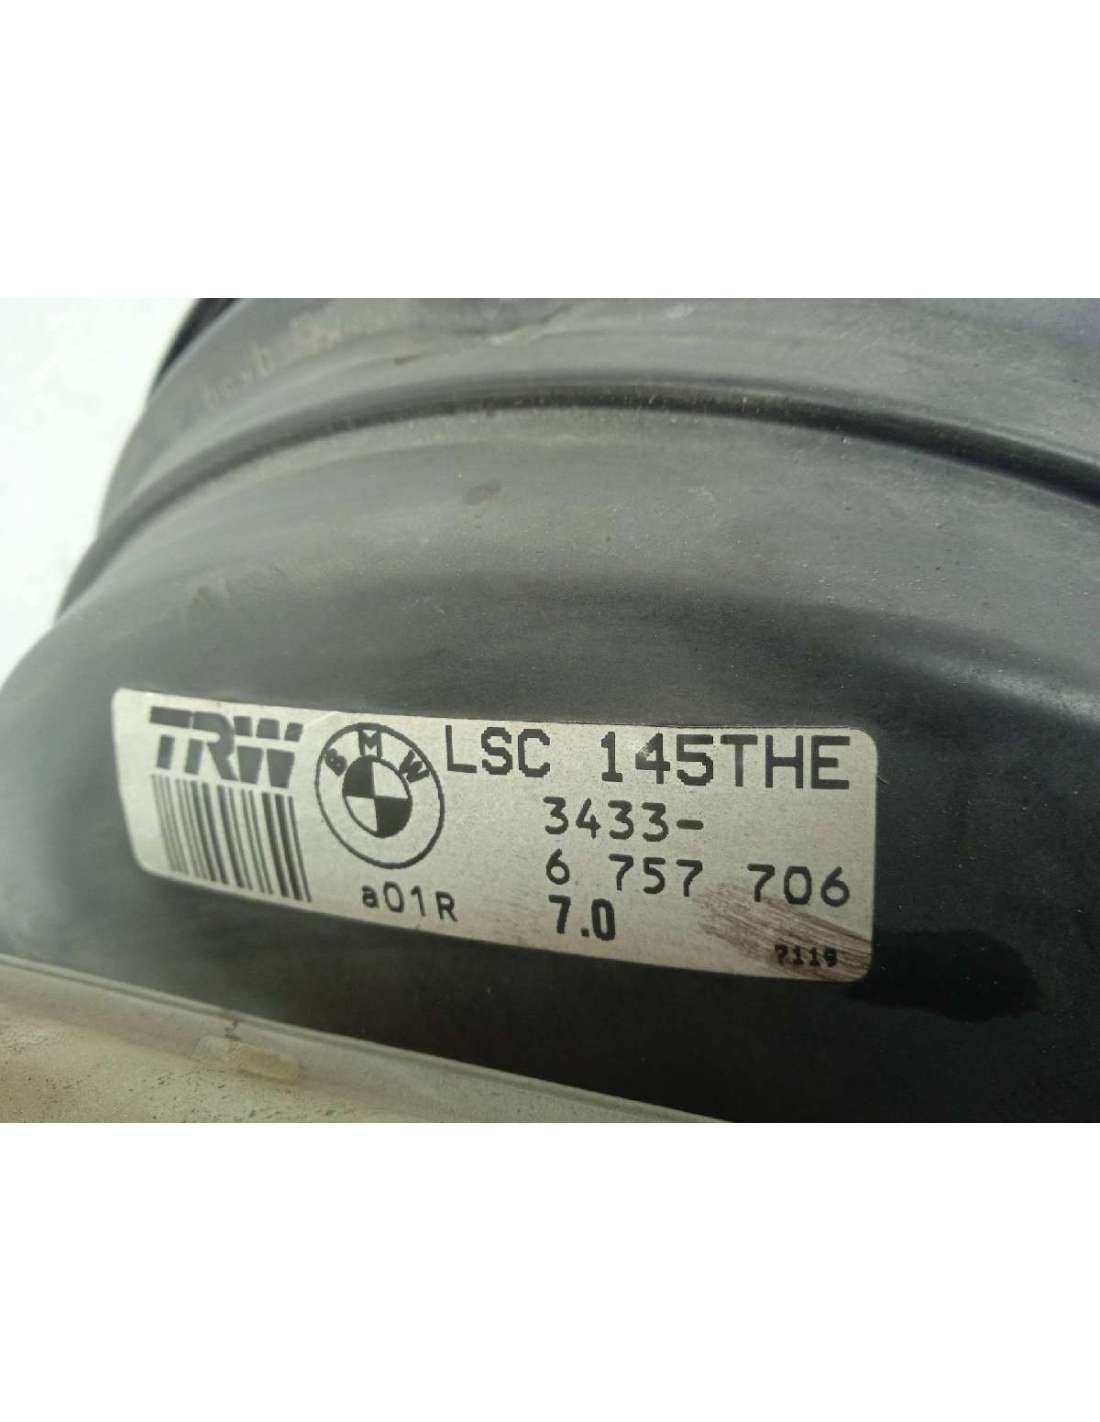 TRW BMW LSC 145THE
3433-
6 757 706
a01R 7.0
7119